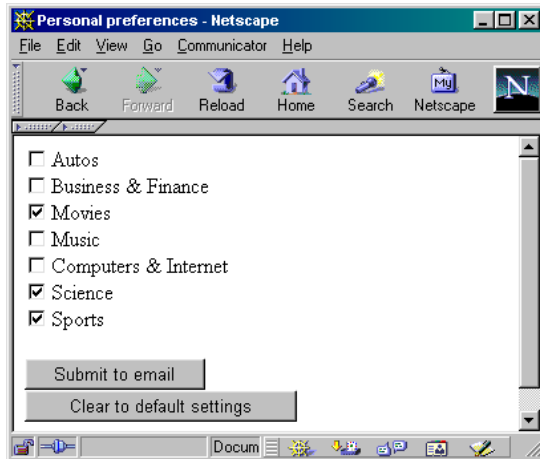 Personal preferences - Netscape
File Edit View Go Communicator Help
Back Forward Reload Home Search Netscape
My
N
Autos
Business & Finance
Movies
Music
Computers & Internet
Science
Sports
Submit to email
Clear to default settings
Docum